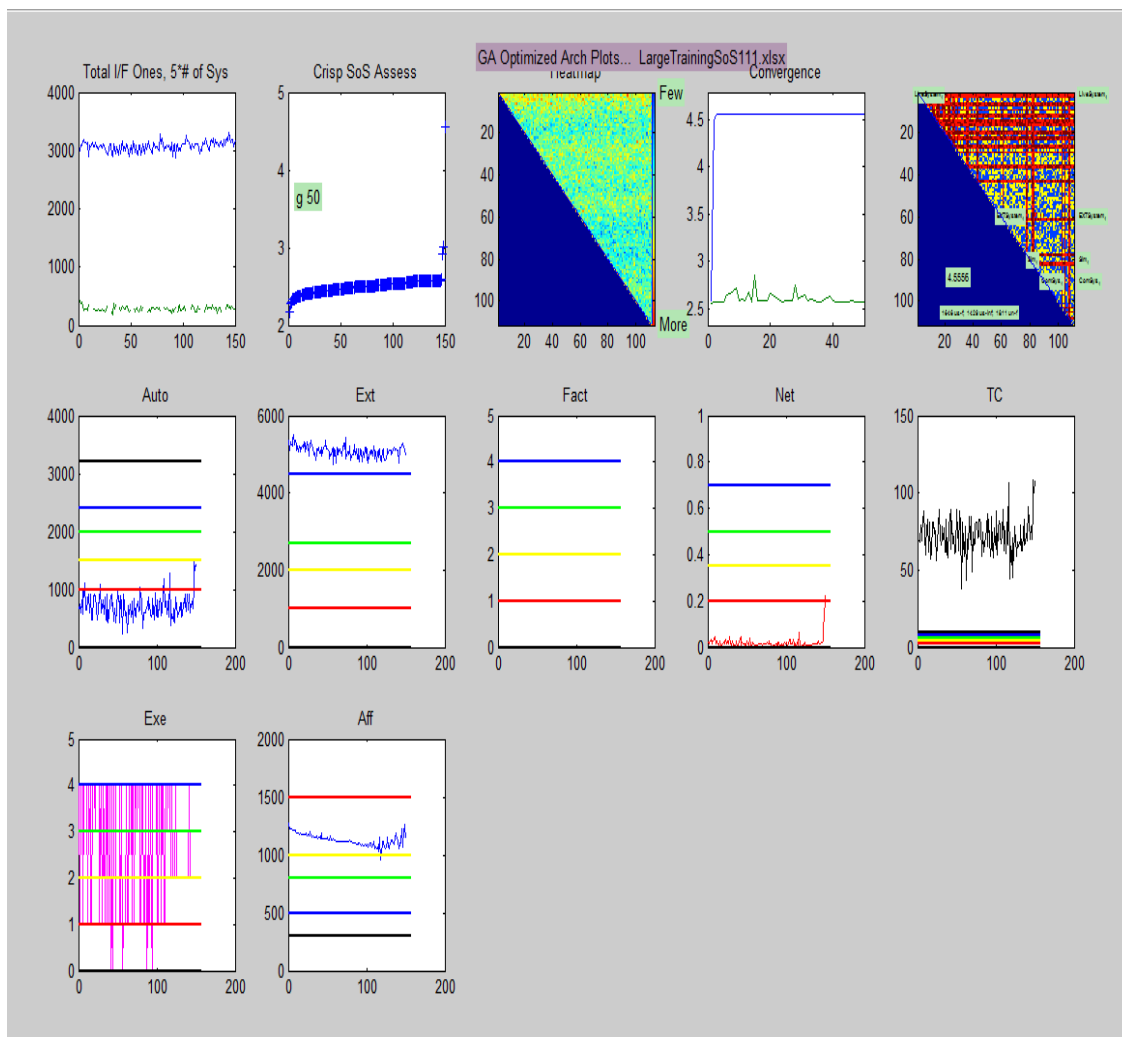 GA Optimized Arch Plots... LargeTrainingSoS111.xlsx
Total I/F Ones, 5*# of Sys
4000
3000
2000
1000
0
0 50 100 150
Crisp SoS Assess
5
4
3
2
1
0 50 100 150
g 50
Heatmap
Few
20
40
60
80
100
More
20 40 60 80 100
Convergence
4.5
4
3.5
3
2.5
0 20 40
20
40
60
80
100
20 40 60 80 100
4.5556
Auto
4000
3000
2000
1000
0
0 100 200
Ext
6000
4000
2000
0
0 100 200
Fact
5
4
3
2
1
0
0 100 200
Net
1
0.8
0.6
0.4
0.2
0
0 100 200
TC
150
100
50
0
0 100 200
Exe
5
4
3
2
1
0
0 100 200
Aff
2000
1500
1000
500
0
0 100 200